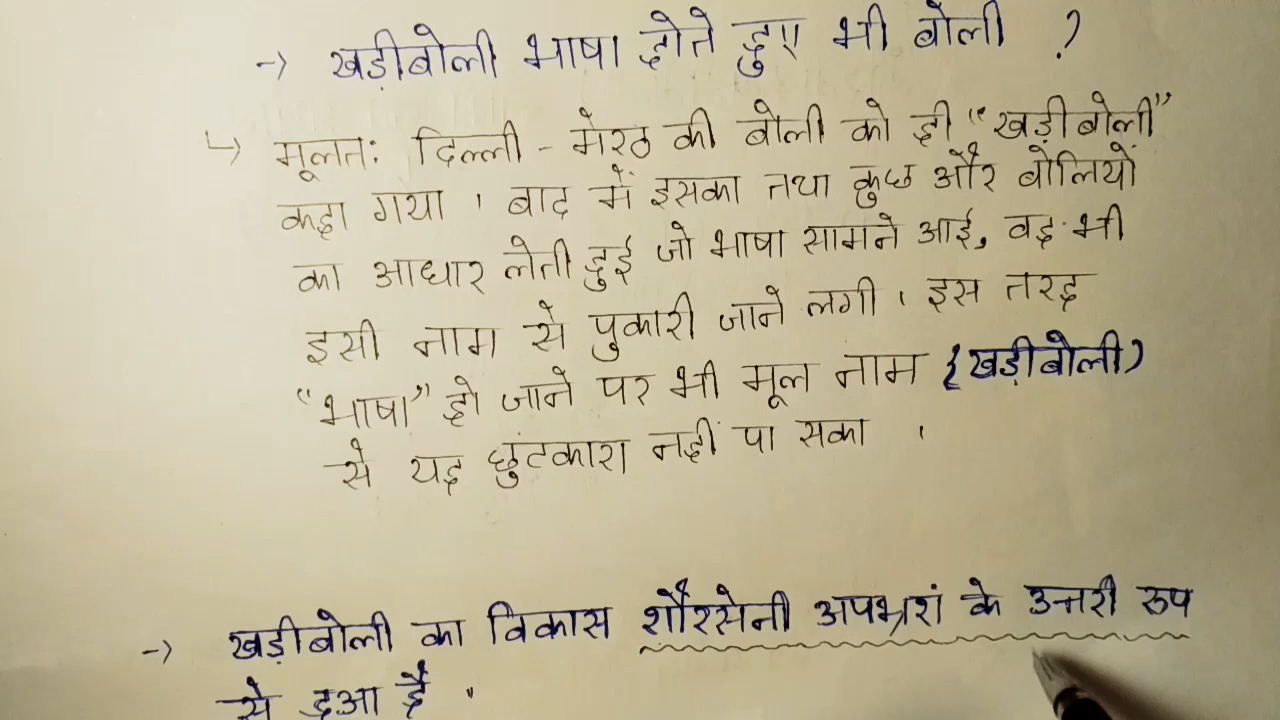 → खड़ीबोली भाषा होते हुए भी बोली ?
↳ मूलत: दिल्ली - मेरठ की बोली को ही "खड़ीबोली"
कहा गया । बाद में इसका तथा कुछ और बोलियों
का आधार लेती हुई जो भाषा सामने आई, वह भी
इसी नाम से पुकारी जाने लगी । इस तरह
"भाषा" हो जाने पर भी मूल नाम (खड़ीबोली)
से यह छुंटकारा नहीं पा सका ।
→ खड़ीबोली का विकास शौरसेनी अपभ्रशं के उत्तरी रूप
से हुआ है ।